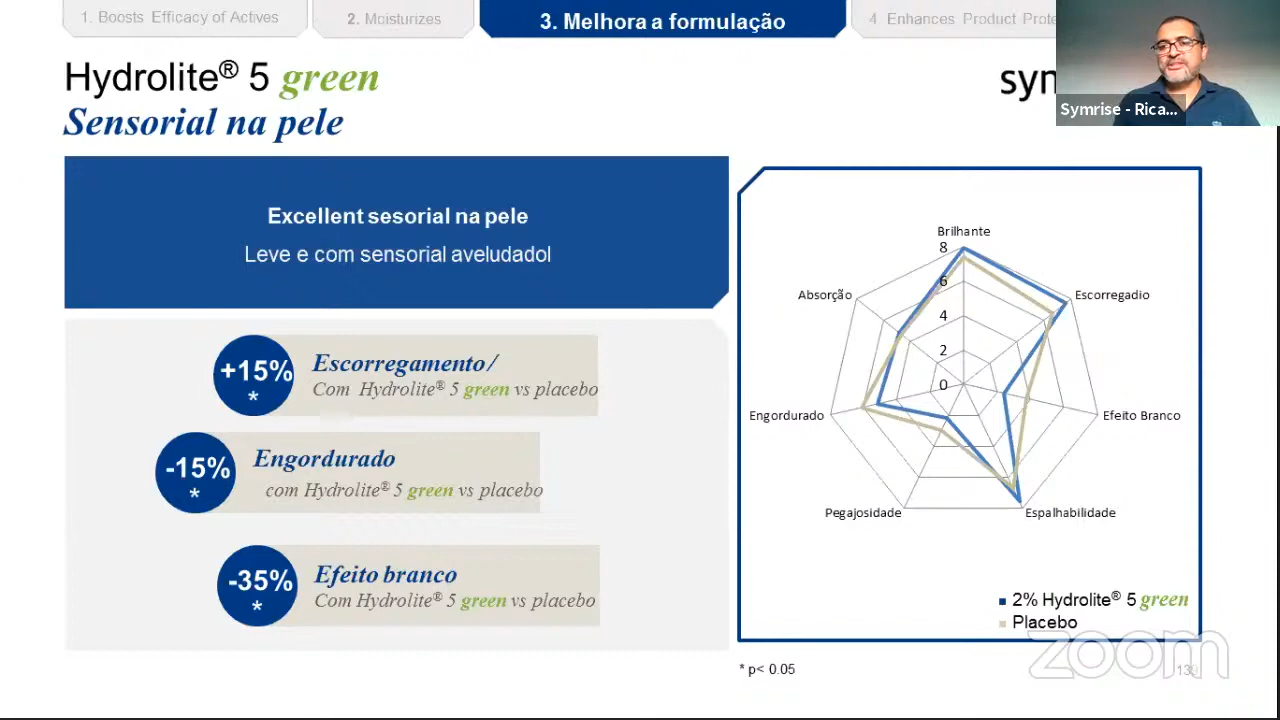 1. Boosts Efficacy of Actives
2. Moisturizes
3. Melhora a formulação
4 Enhances Product Prote
Hydrolite® 5 green
Sensorial na pele
sym
Symrise - Rica...
Excellent sesorial na pele
Leve e com sensorial aveludadol
+15%
*
Escorregamento/
Com Hydrolite® 5 green vs placebo
-15%
*
Engordurado
com Hydrolite® 5 green vs placebo
-35%
*
Efeito branco
Com Hydrolite® 5 green vs placebo
Brilhante
8
6
4
2
0
Absorção
Escorregadio
Engordurado
Efeito Branco
Pegajosidade
Espalhabilidade
2% Hydrolite® 5 green
Placebo
* p< 0.05
zoom